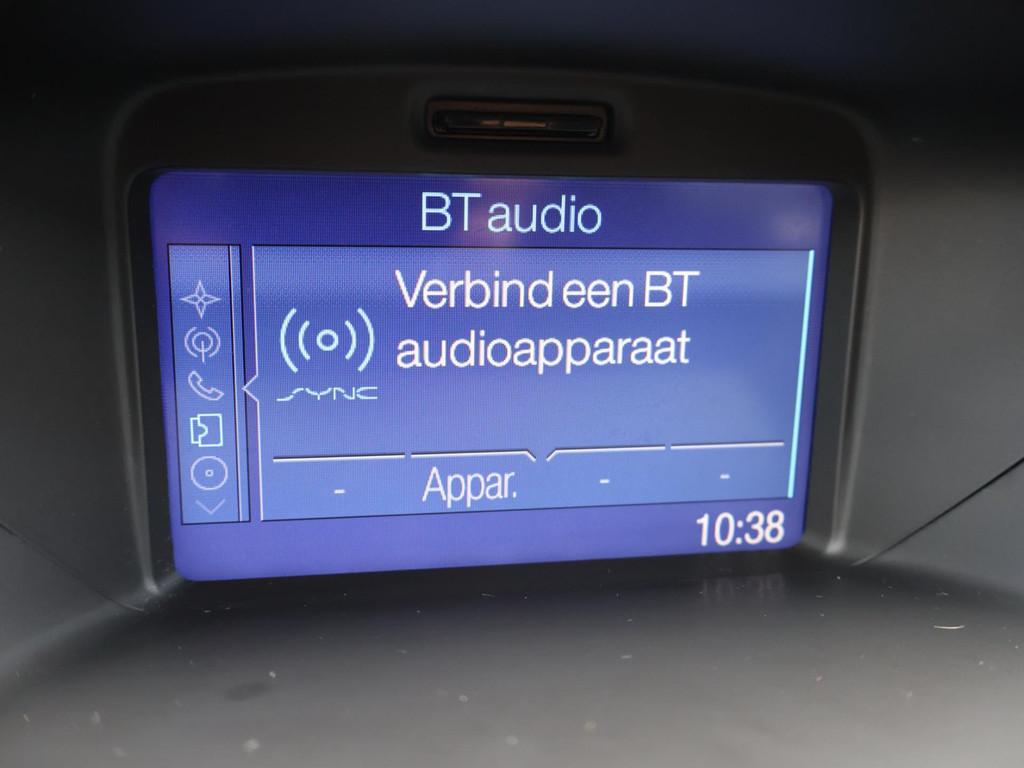 BT audio
Verbind een BT
audioapparaat
SYNC
- Appar. - -
10:38